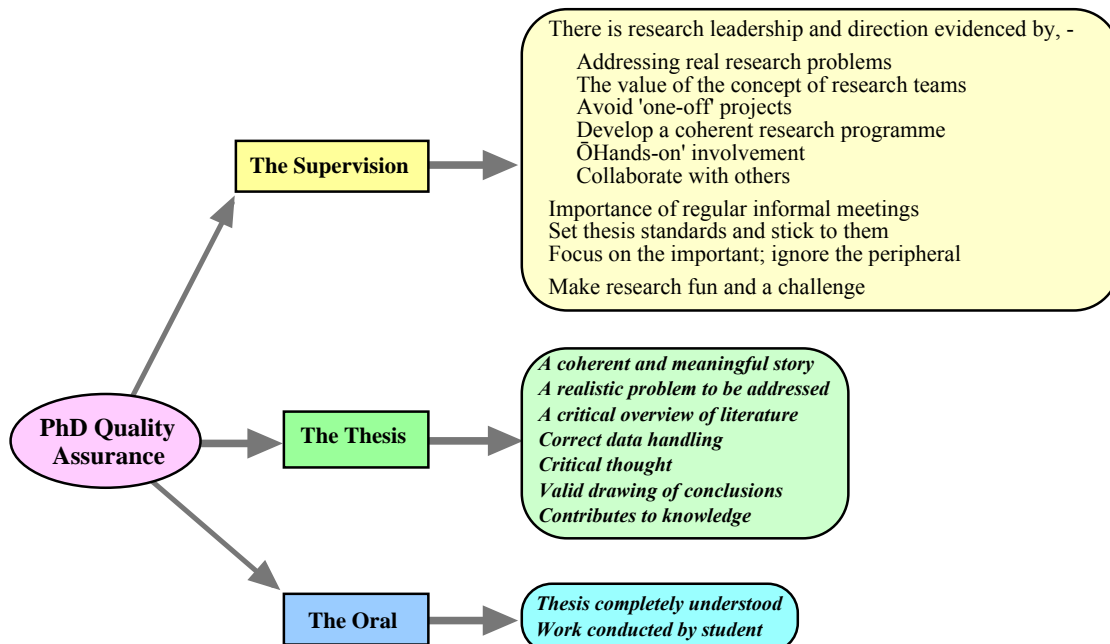 There is research leadership and direction evidenced by, -
Addressing real research problems
The value of the concept of research teams
Avoid 'one-off' projects
Develop a coherent research programme
ŌHands-on' involvement
Collaborate with others
Importance of regular informal meetings
Set thesis standards and stick to them
Focus on the important; ignore the peripheral
Make research fun and a challenge
The Supervision
PhD Quality
Assurance
The Thesis
A coherent and meaningful story
A realistic problem to be addressed
A critical overview of literature
Correct data handling
Critical thought
Valid drawing of conclusions
Contributes to knowledge
The Oral
Thesis completely understood
Work conducted by student